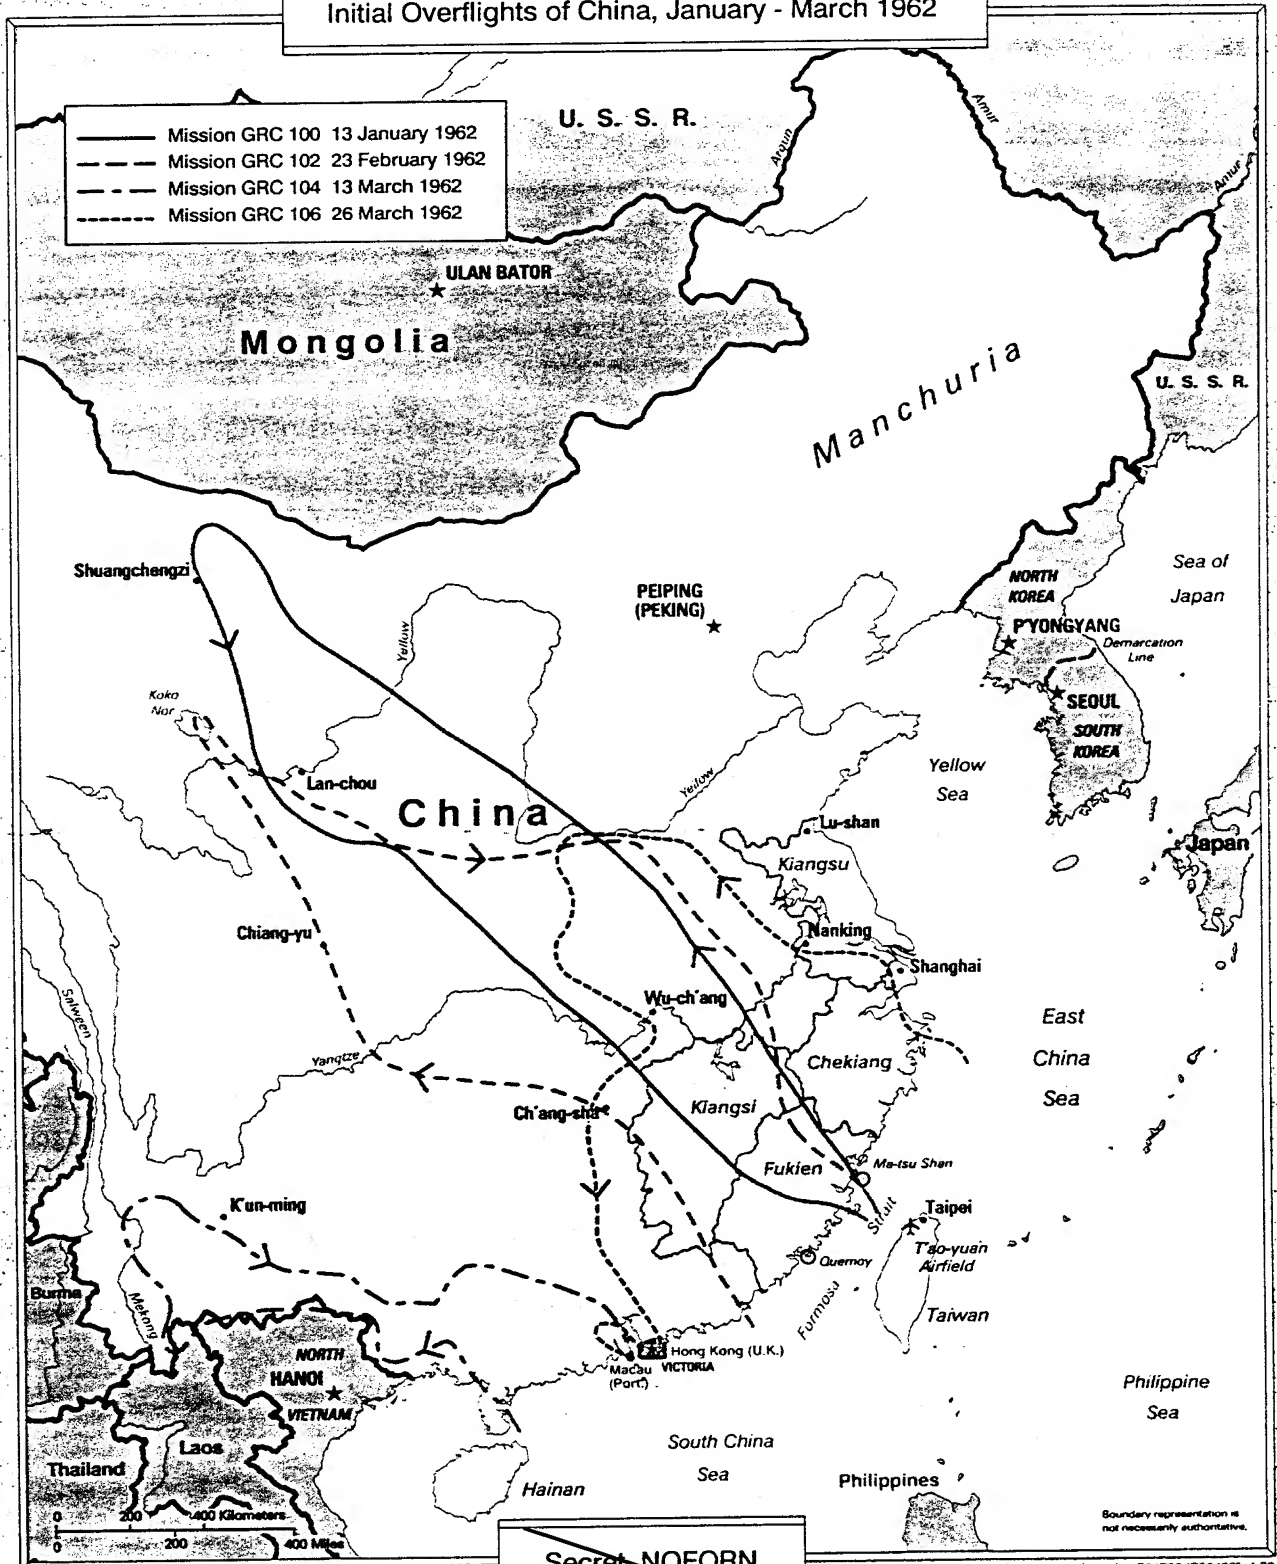 Initial Overflights of China, January - March 1962
Mission GRC 100 13 January 1962
Mission GRC 102 23 February 1962
Mission GRC 104 13 March 1962
Mission GRC 106 26 March 1962
U. S. S. R.
Argun
Amur
Amur
ULAN BATOR
Mongolia
Manchuria
U. S. S. R.
Shuangchengzi
PEIPING
(PEKING)
Yellow
NORTH
KOREA
Sea of
Japan
P'YONGYANG
Demarcation
Line
SEOUL
SOUTH
KOREA
Koko
Nor
Lan-chou
China
Yellow
Yellow
Sea
Lu-shan
Kiangsu
Japan
Nanking
Shanghai
Chiang-yu
Wu-ch'ang
Salween
Yangtze
Chekiang
East
China
Sea
Ch'ang-sha
Kiangsi
Fukien
Ma-tsu Shan
K'un-ming
Strait
Taipei
T'ao-yuan
Airfield
Quemoy
Formosa
Taiwan
Burma
Mekong
NORTH
HANOI
VIETNAM
Hong Kong (U.K.)
VICTORIA
Macau
(Port.)
Philippine
Sea
Laos
Thailand
South China
Sea
Hainan
Philippines
0 200 400 Kilometers
0 200 400 Miles
Boundary representation is
not necessarily authoritative.
Secret NOFORN